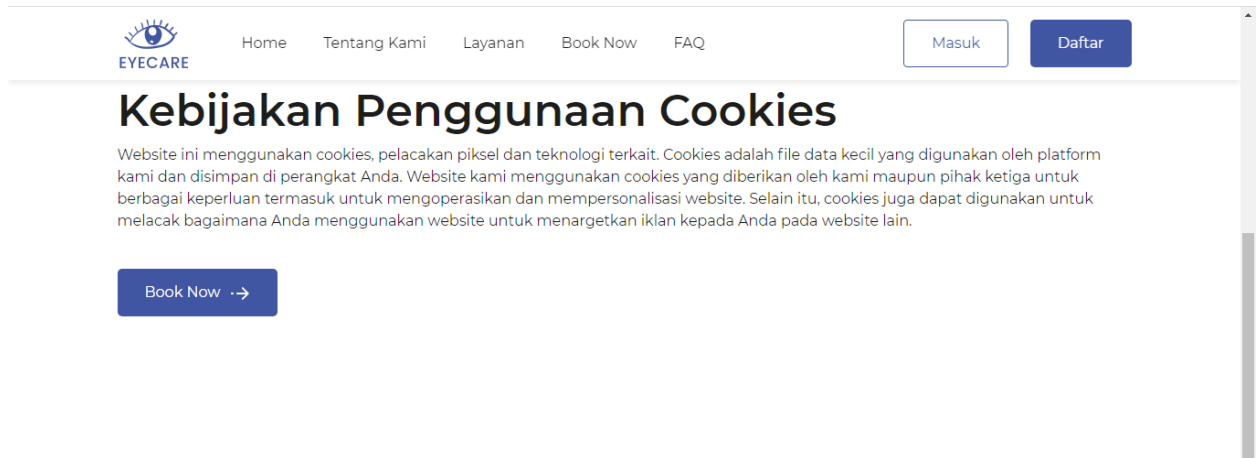 EYECARE
Home Tentang Kami Layanan Book Now FAQ Masuk Daftar
Kebijakan Penggunaan Cookies
Website ini menggunakan cookies, pelacakan piksel dan teknologi terkait. Cookies adalah file data kecil yang digunakan oleh platform
kami dan disimpan di perangkat Anda. Website kami menggunakan cookies yang diberikan oleh kami maupun pihak ketiga untuk
berbagai keperluan termasuk untuk mengoperasikan dan mempersonalisasi website. Selain itu, cookies juga dapat digunakan untuk
melacak bagaimana Anda menggunakan website untuk menargetkan iklan kepada Anda pada website lain.
Book Now